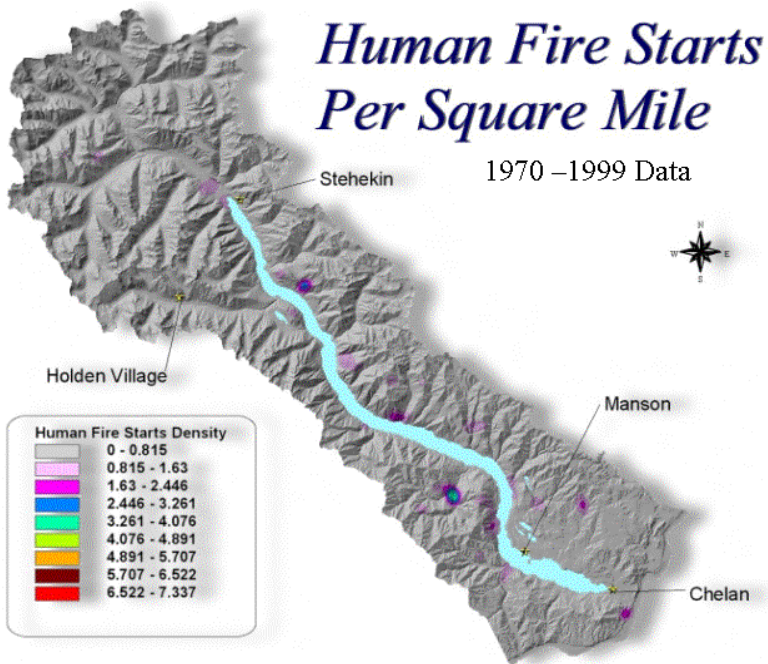 Human Fire Starts
Per Square Mile
1970 –1999 Data
Stehekin
N
W E
S
Holden Village
Manson
Human Fire Starts Density
0 - 0.815
0.815 - 1.63
1.63 - 2.446
2.446 - 3.261
3.261 - 4.076
4.076 - 4.891
4.891 - 5.707
5.707 - 6.522
6.522 - 7.337
Chelan